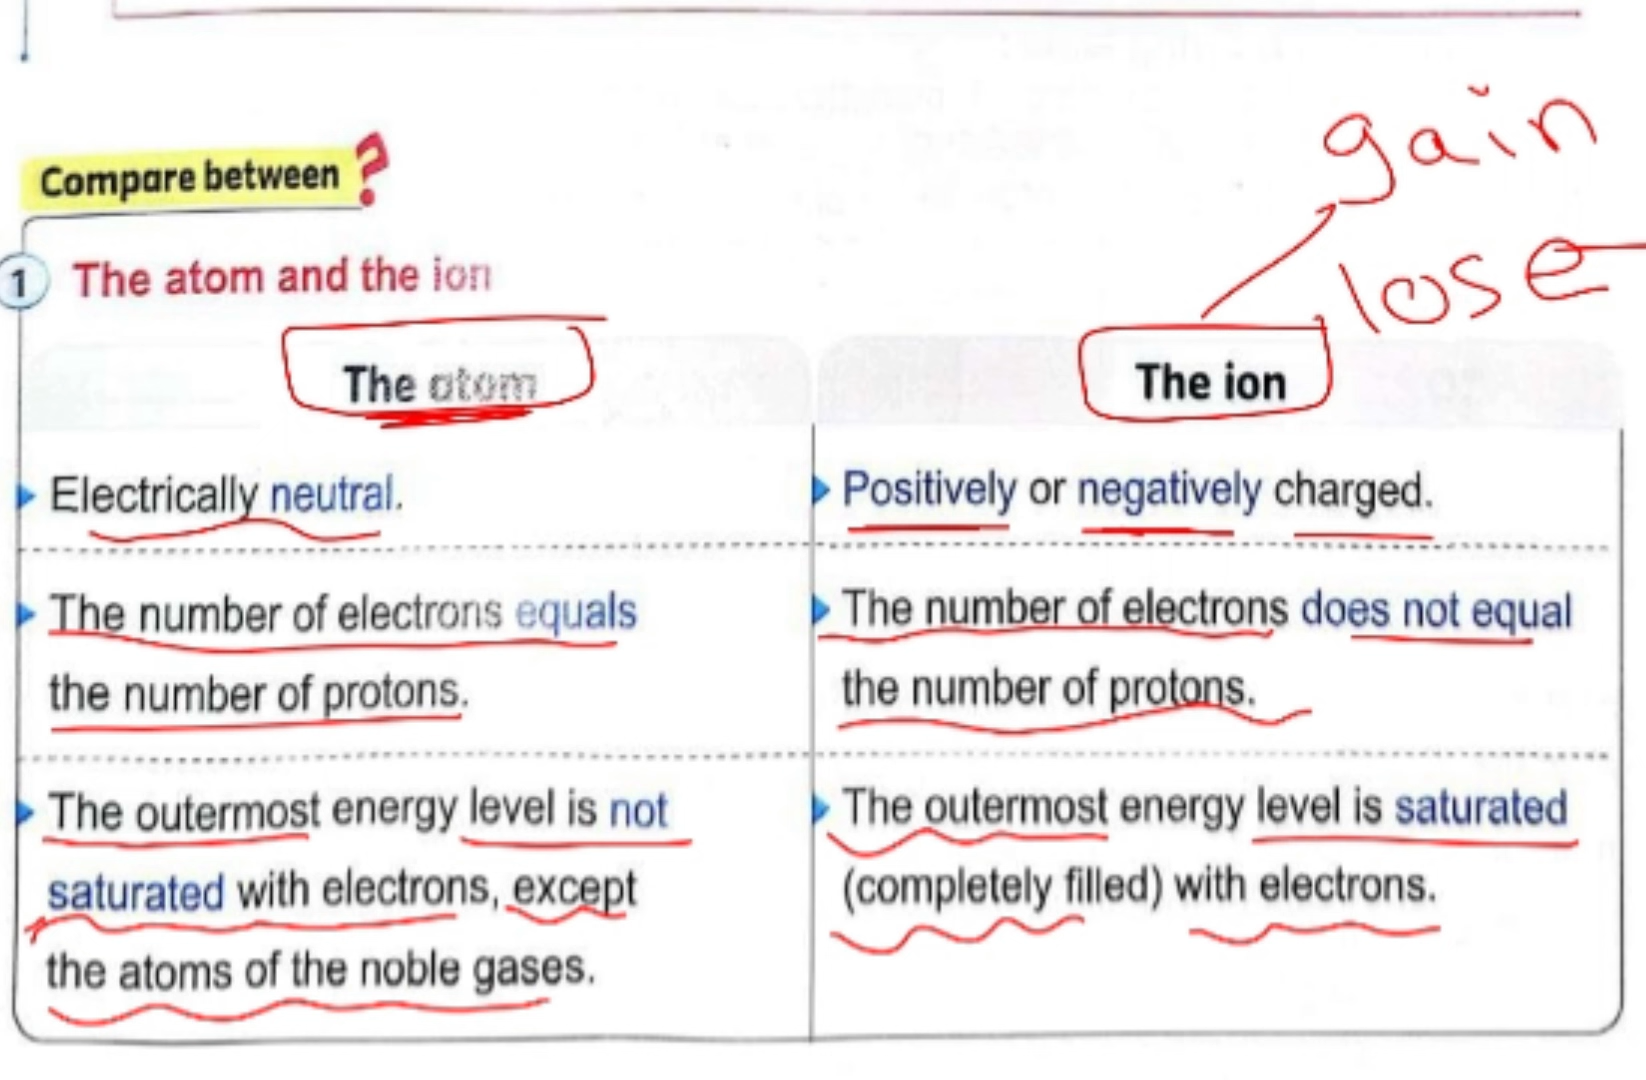 Compare between ?
1 The atom and the ion
gain
lose
The atom
The ion
Electrically neutral.
Positively or negatively charged.
The number of electrons equals
the number of protons.
The number of electrons does not equal
the number of protons.
The outermost energy level is not
saturated with electrons, except
the atoms of the noble gases.
The outermost energy level is saturated
(completely filled) with electrons.